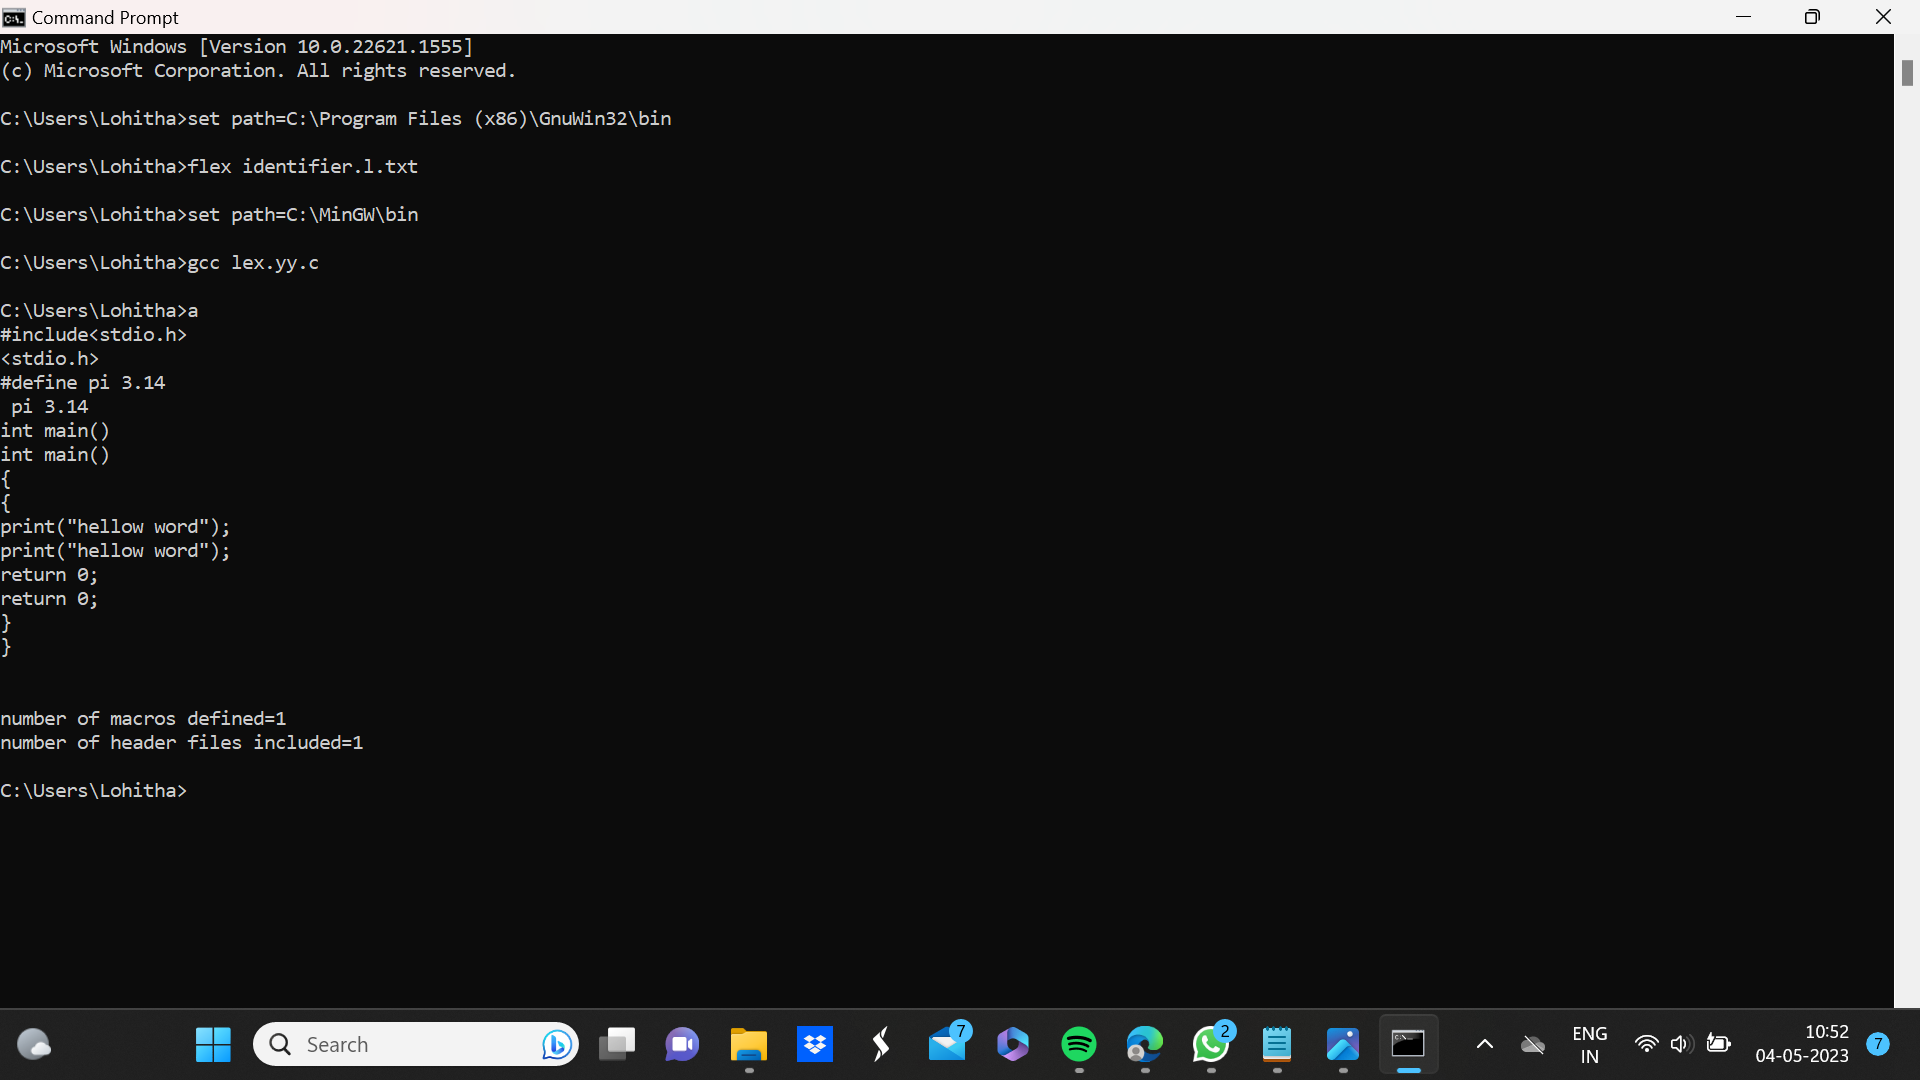 Command Prompt
Microsoft Windows [Version 10.0.22621.1555]
(c) Microsoft Corporation. All rights reserved.
C:\Users\Lohitha>set path=C:\Program Files (x86)\GnuWin32\bin
C:\Users\Lohitha>flex identifier.l.txt
C:\Users\Lohitha>set path=C:\MinGW\bin
C:\Users\Lohitha>gcc lex.yy.c
C:\Users\Lohitha>a
#include<stdio.h>
<stdio.h>
#define pi 3.14
 pi 3.14
int main()
int main()
{
{
print("hellow word");
print("hellow word");
return 0;
return 0;
}
}
number of macros defined=1
number of header files included=1
C:\Users\Lohitha>
Search
7
2
ENG
IN
10:52
04-05-2023
7